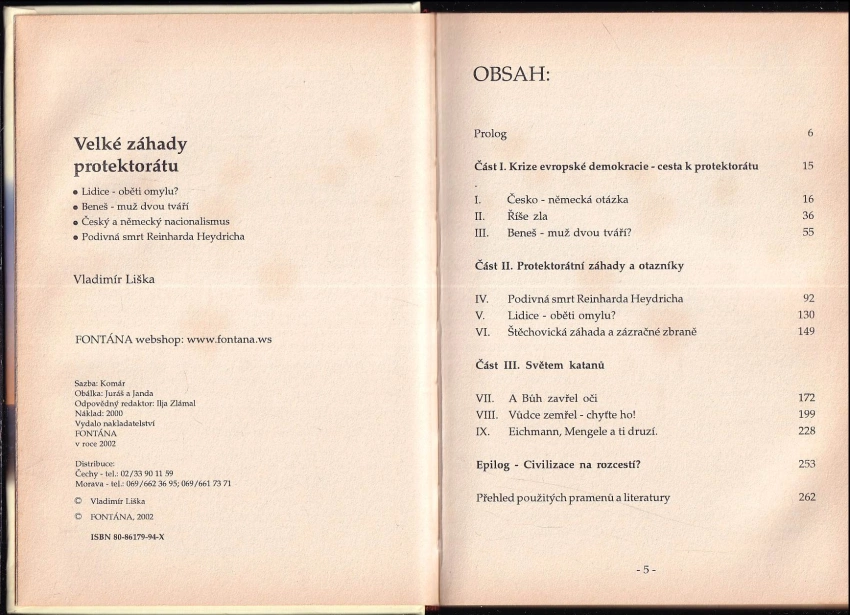 Velké záhady
protektorátu
• Lidice - oběti omylu?
• Beneš - muž dvou tváří
• Český a německý nacionalismus
• Podivná smrt Reinharda Heydricha
Vladimír Liška
FONTÁNA webshop: www.fontana.ws
Sazba: Komár
Obálka: Juráš a Janda
Odpovědný redaktor: Ilja Zlámal
Náklad: 2000
Vydalo nakladatelství
FONTÁNA
v roce 2002
Distribuce:
Čechy - tel.: 02/33 90 11 59
Morava - tel.: 069/662 36 95; 069/661 73 71
© Vladimír Liška
© FONTÁNA, 2002
ISBN 80-86179-94-X
OBSAH:
Prolog 6
Část I. Krize evropské demokracie - cesta k protektorátu 15
.
I. Česko - německá otázka 16
II. Říše zla 36
III. Beneš - muž dvou tváří? 55
Část II. Protektorátní záhady a otazníky
IV. Podivná smrt Reinharda Heydricha 92
V. Lidice - oběti omylu? 130
VI. Štěchovická záhada a zázračné zbraně 149
Část III. Světem katanů
VII. A Bůh zavřel oči 172
VIII. Vůdce zemřel - chyťte ho! 199
IX. Eichmann, Mengele a ti druzí. 228
Epilog - Civilizace na rozcestí? 253
Přehled použitých pramenů a literatury 262
- 5 -